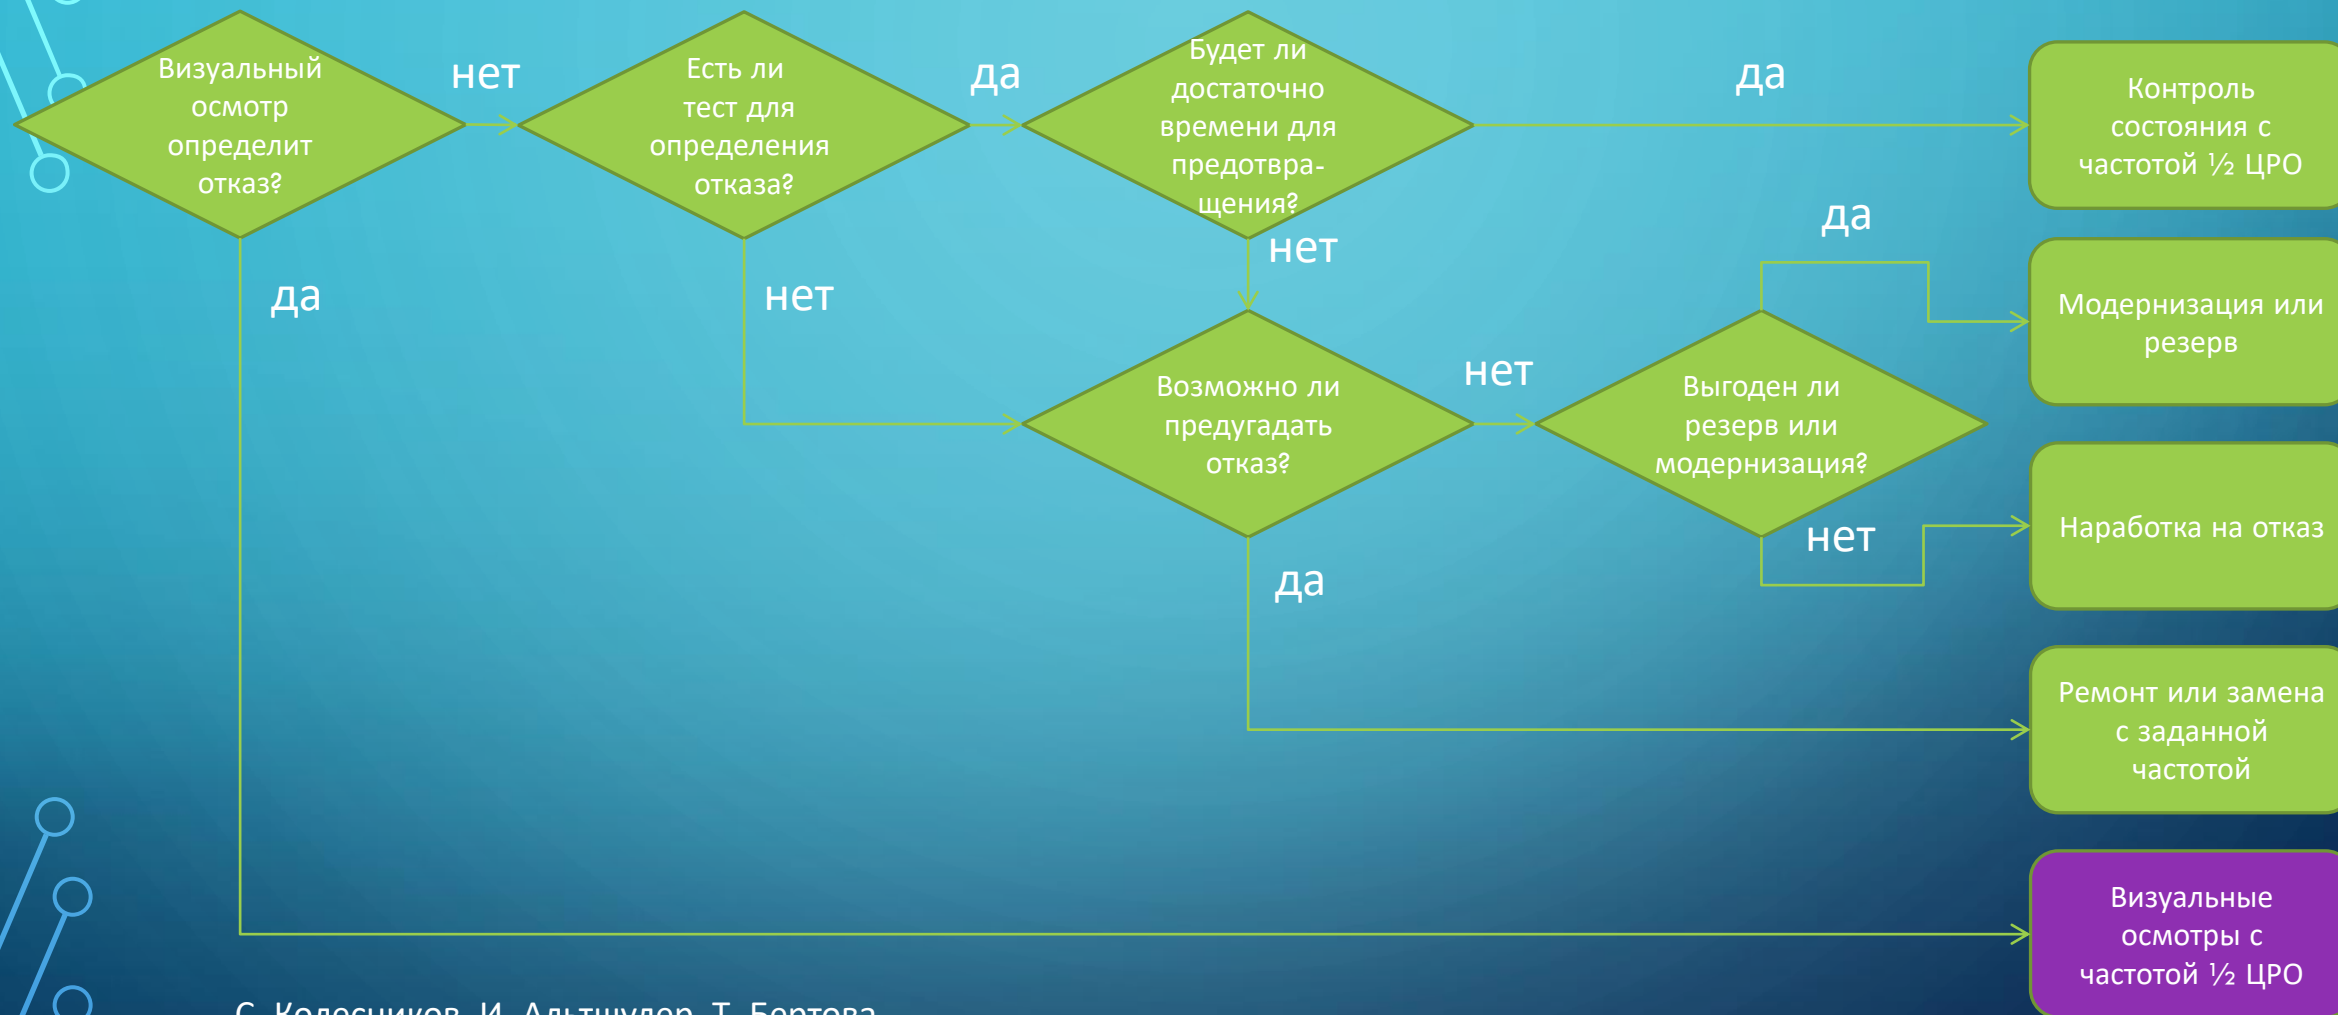 Визуальный
осмотр
определит
отказ?
нет
Есть ли
тест для
определения
отказа?
да
Будет ли
достаточно
времени для
предотвра-
щения?
да
Контроль
состояния с
частотой ½ ЦРО
да
нет
нет
да
Модернизация или
резерв
Возможно ли
предугадать
отказ?
нет
Выгоден ли
резерв или
модернизация?
нет
Наработка на отказ
да
Ремонт или замена
с заданной
частотой
Визуальные
осмотры с
частотой ½ ЦРО
С. Колесников, И. Альтшулер, Т. Бертова